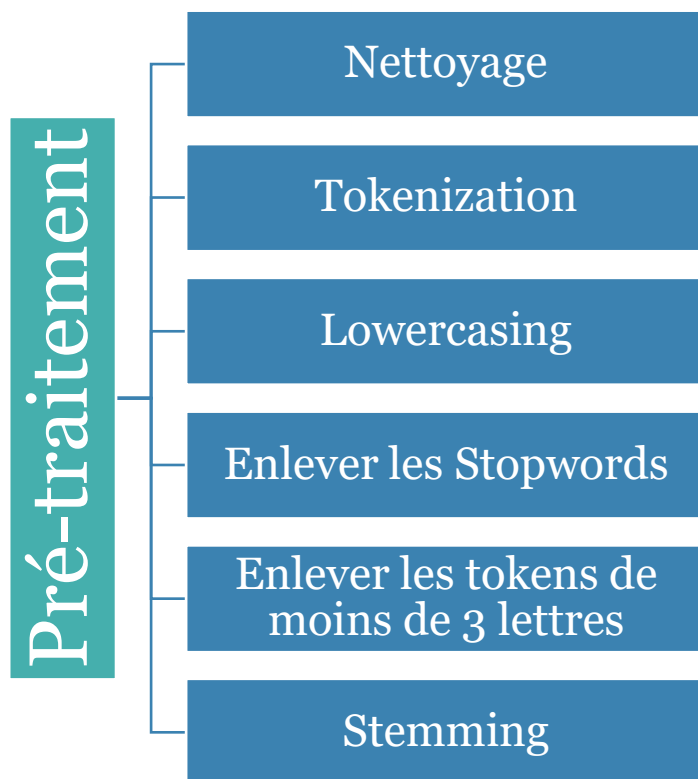 Pré-traitement
Nettoyage
Tokenization
Lowercasing
Enlever les Stopwords
Enlever les tokens de
moins de 3 lettres
Stemming